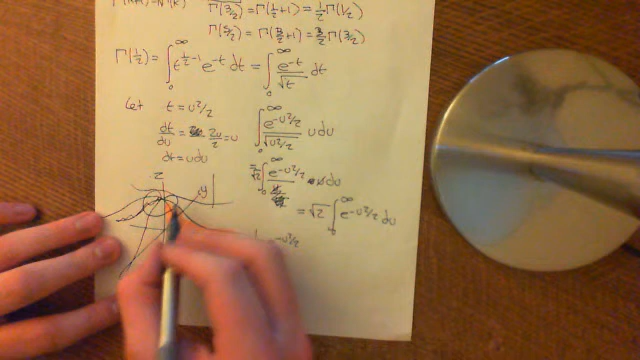 Γ(3/2) = Γ(1/2+1) = 1/2 Γ(1/2)
Γ(5/2) = Γ(3/2+1) = 3/2 Γ(3/2)
Γ(1/2) = ∫₀^∞ t^(1/2-1) e^(-t) dt = ∫₀^∞ e^(-t)/√t dt
Let t = u²/2
∫₀^∞ e^(-u²/2)/√(u²/2) u du
dt/du = 2u/2 = u
dt = u du
= √2 ∫₀^∞ e^(-u²/2) du
z
y
e^(-u²/2)